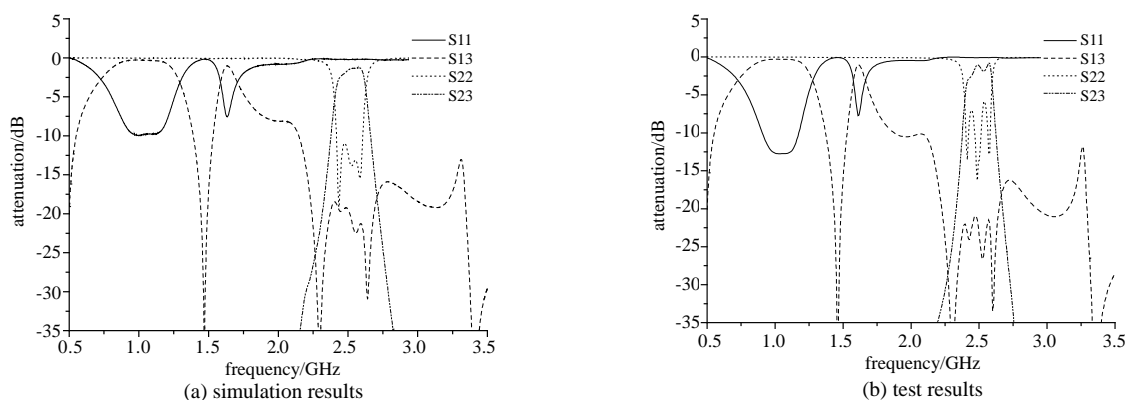 5
0
-5
-10
-15
-20
-25
-30
-35
attenuation/dB
0.5 1.0 1.5 2.0 2.5 3.0 3.5
frequency/GHz
S11
S13
S22
S23
(a) simulation results
5
0
-5
-10
-15
-20
-25
-30
-35
attenuation/dB
0.5 1.0 1.5 2.0 2.5 3.0 3.5
frequency/GHz
S11
S13
S22
S23
(b) test results